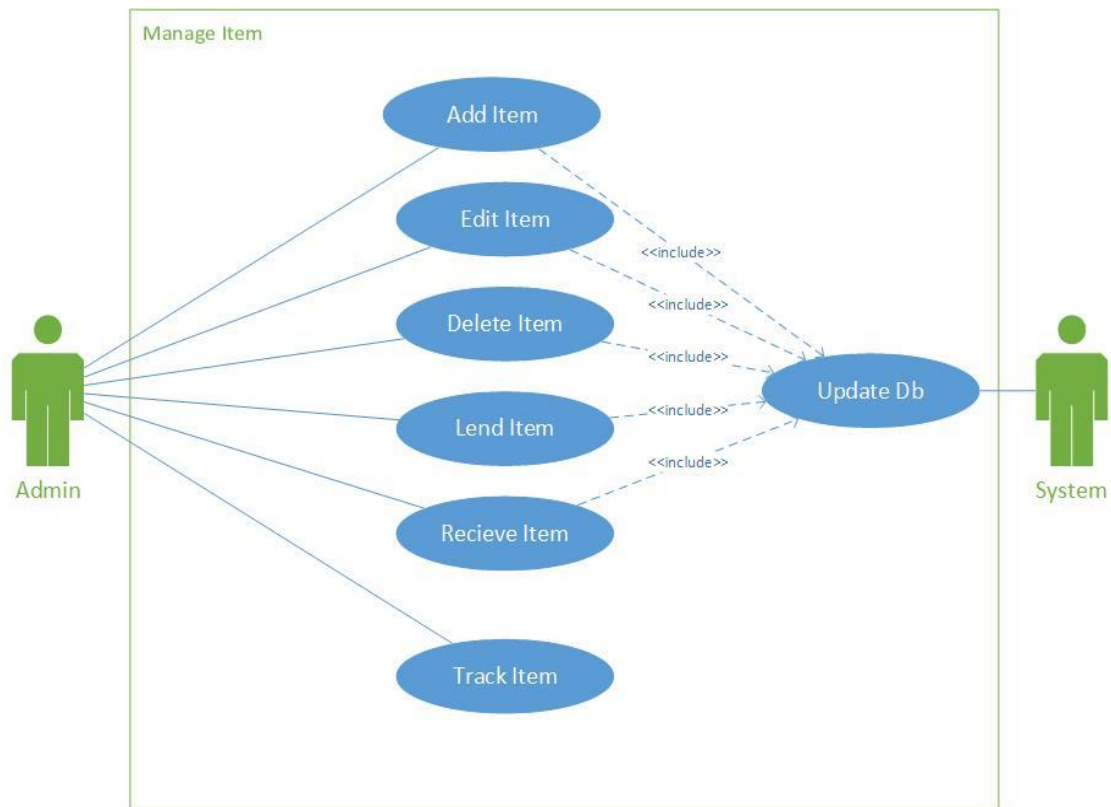 Manage Item
Add Item
Edit Item
<<include>>
<<include>>
Delete Item
<<include>>
Update Db
Lend Item
<<include>>
<<include>>
Admin
System
Recieve Item
Track Item